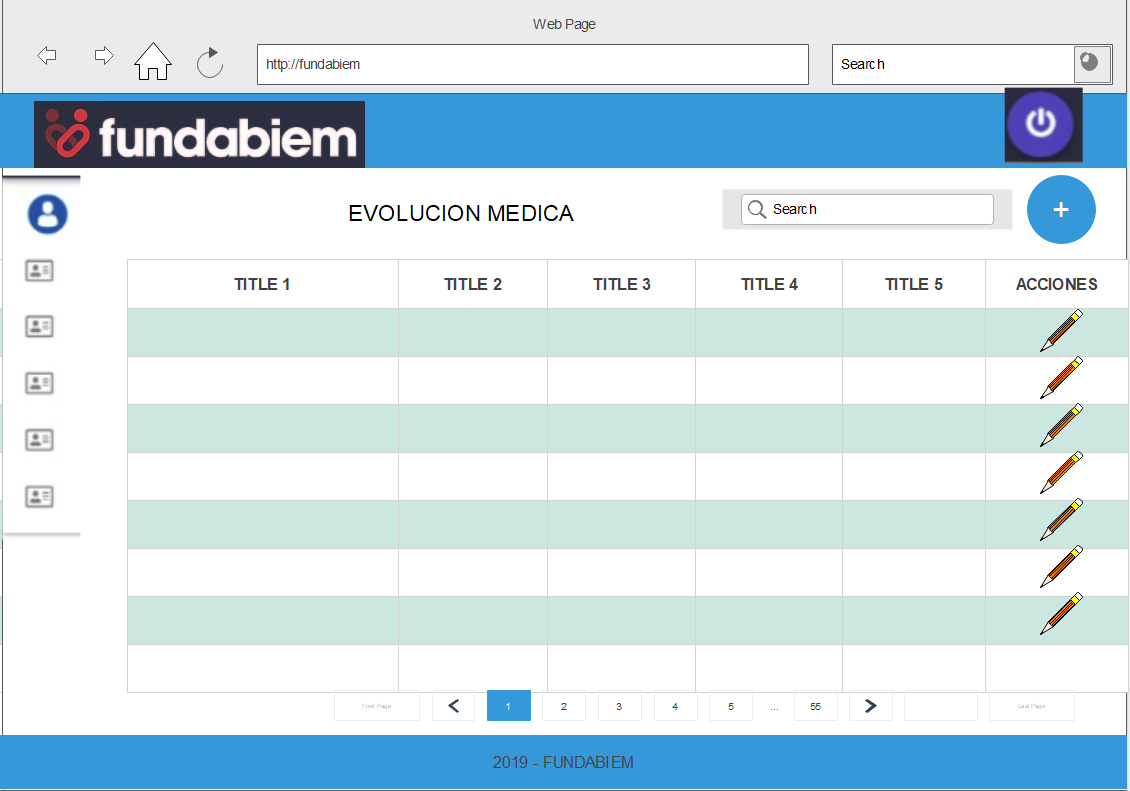 Web Page
http://fundabiem
Search
fundabiem
EVOLUCION MEDICA
Search
+
TITLE 1 TITLE 2 TITLE 3 TITLE 4 TITLE 5 ACCIONES
First Page < 1 2 3 4 5 ... 55 > Last Page
2019 - FUNDABIEM